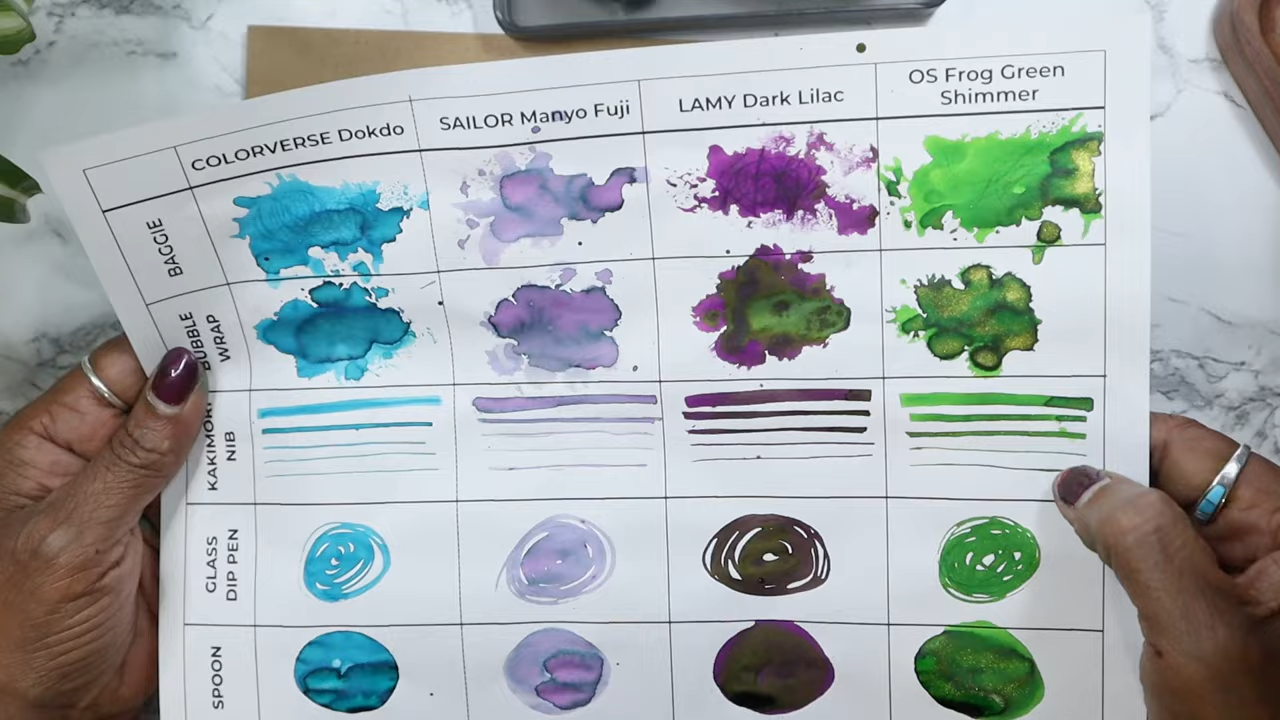 COLORVERSE Dokdo
SAILOR Manyo Fuji
LAMY Dark Lilac
OS Frog Green
Shimmer
BAGGIE
BUBBLE
WRAP
KAKIMORI
NIB
GLASS
DIP PEN
SPOON